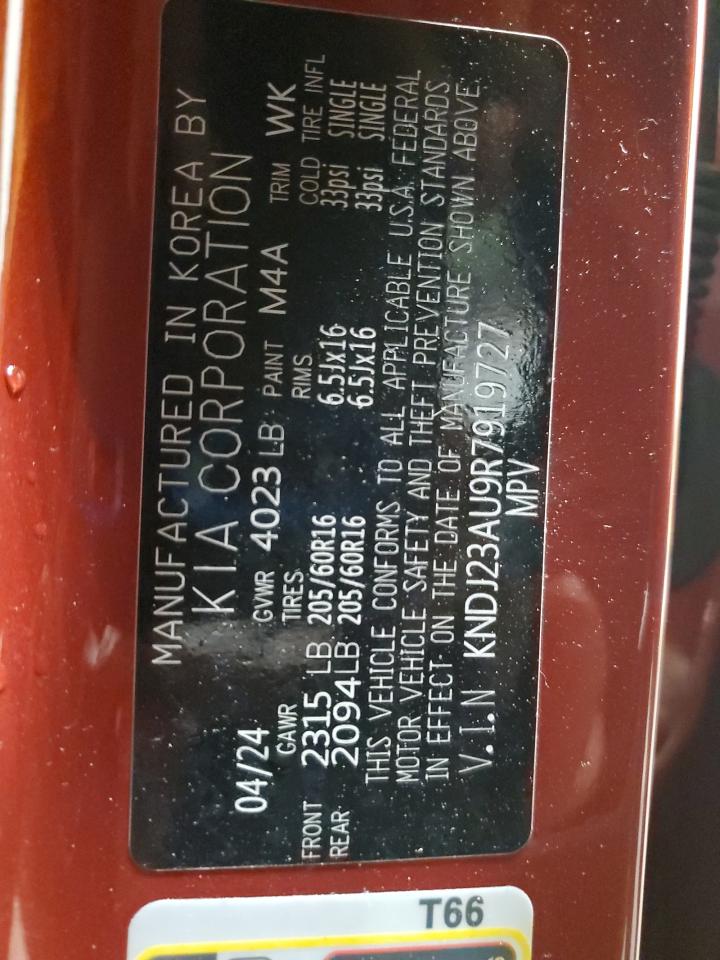 MANUFACTURED IN KOREA BY
KIA CORPORATION
04/24 GVWR 4023 LB PAINT M4A TRIM WK
GAWR TIRES RIMS COLD TIRE INFL
FRONT 2315 LB 205/60R16 6.5Jx16 33psi SINGLE
REAR 2094 LB 205/60R16 6.5Jx16 33psi SINGLE
THIS VEHICLE CONFORMS TO ALL APPLICABLE U.S.A. FEDERAL
MOTOR VEHICLE SAFETY AND THEFT PREVENTION STANDARDS
IN EFFECT ON THE DATE OF MANUFACTURE SHOWN ABOVE
V.I.N KNDJ23AU9R7919727
MPV
T66